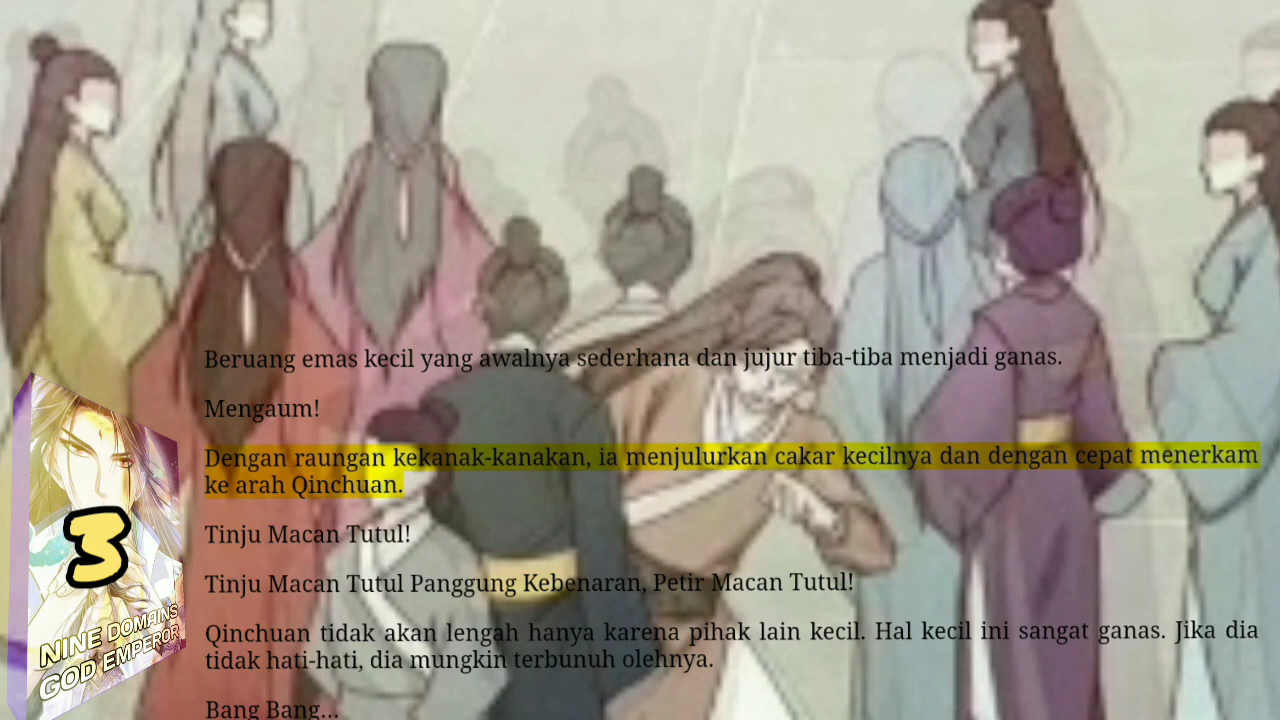 Beruang emas kecil yang awalnya sederhana dan jujur tiba-tiba menjadi ganas.
Mengaum!
Dengan raungan kekanak-kanakan, ia menjulurkan cakar kecilnya dan dengan cepat menerkam
ke arah Qinchuan.
Tinju Macan Tutul!
Tinju Macan Tutul Panggung Kebenaran, Petir Macan Tutul!
Qinchuan tidak akan lengah hanya karena pihak lain kecil. Hal kecil ini sangat ganas. Jika dia
tidak hati-hati, dia mungkin terbunuh olehnya.
Bang Bang...
3
NINE DOMAINS
GOD EMPEROR